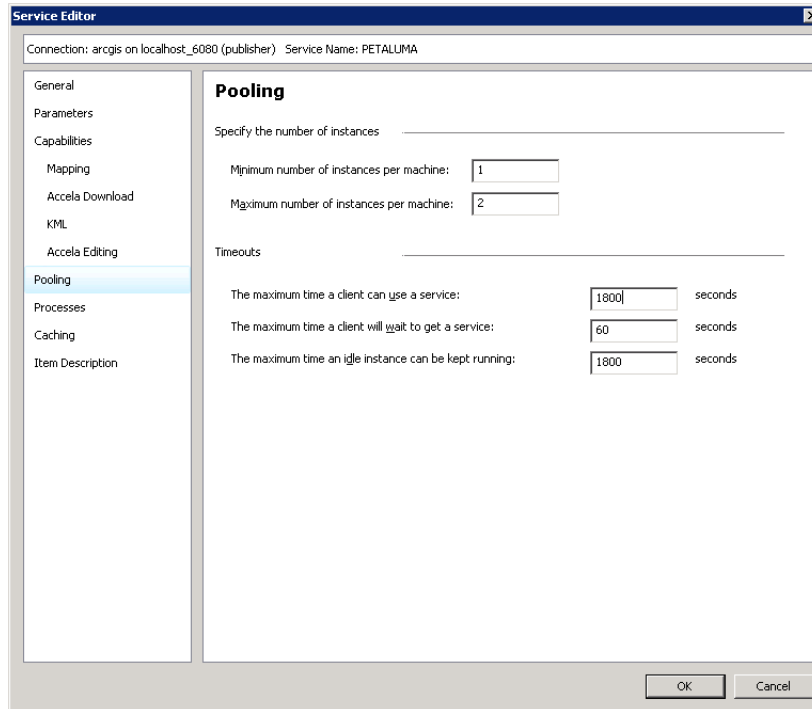 Service Editor
Connection: arcgis on localhost_6080 (publisher) Service Name: PETALUMA
General
Parameters
Capabilities
Mapping
Accela Download
KML
Accela Editing
Pooling
Processes
Caching
Item Description
Pooling
Specify the number of instances
Minimum number of instances per machine: 1
Maximum number of instances per machine: 2
Timeouts
The maximum time a client can use a service: 1800 seconds
The maximum time a client will wait to get a service: 60 seconds
The maximum time an idle instance can be kept running: 1800 seconds
OK Cancel